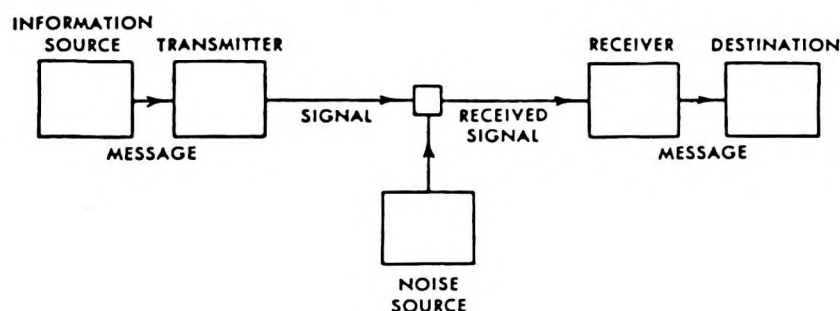 INFORMATION
SOURCE
TRANSMITTER
RECEIVER
DESTINATION
SIGNAL
RECEIVED
SIGNAL
MESSAGE
MESSAGE
NOISE
SOURCE